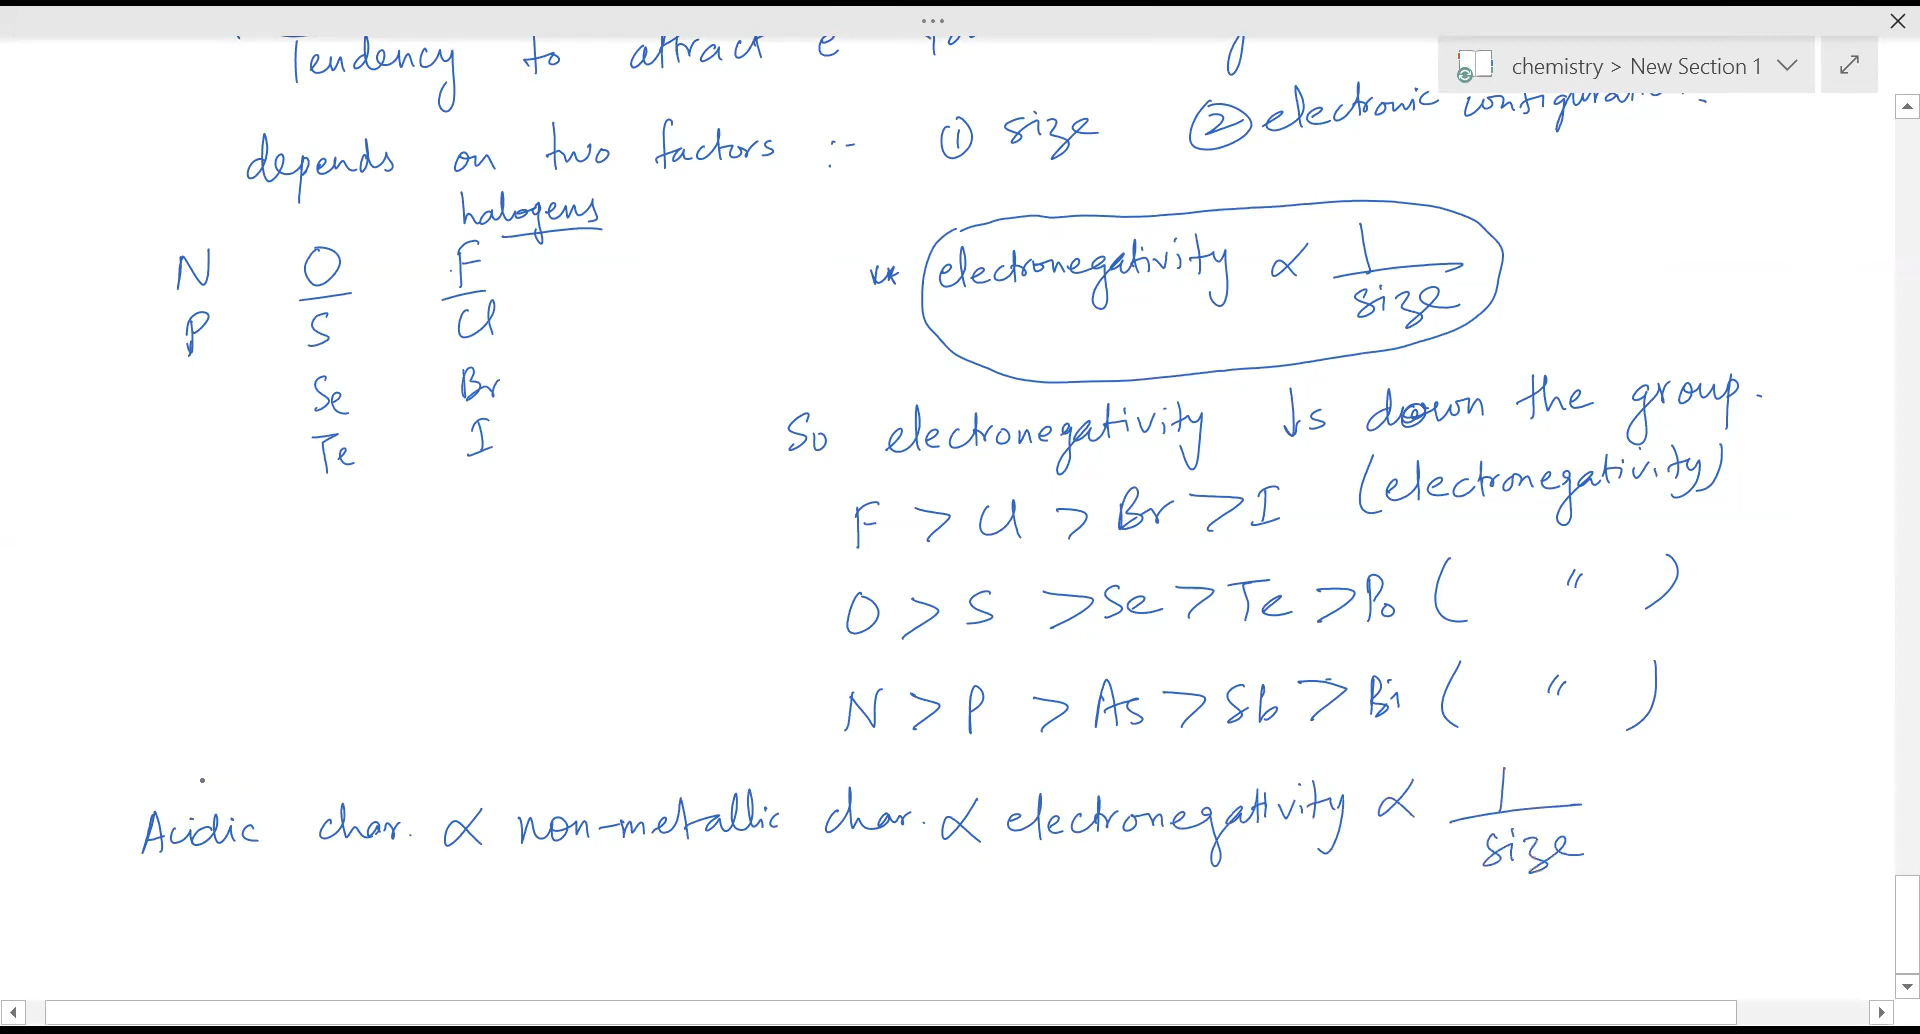 ...
chemistry > New Section 1
Tendency to attract e
depends on two factors :- ① size ② electronic configuration.
halogens
N O F
P S Cl
Se Br
Te I
** electronegativity ∝ 1/size
So electronegativity ↓s down the group.
F > Cl > Br > I (electronegativity)
O > S > Se > Te > Po ( " )
N > P > As > Sb > Bi ( " )
Acidic char. ∝ non-metallic char. ∝ electronegativity ∝ 1/size